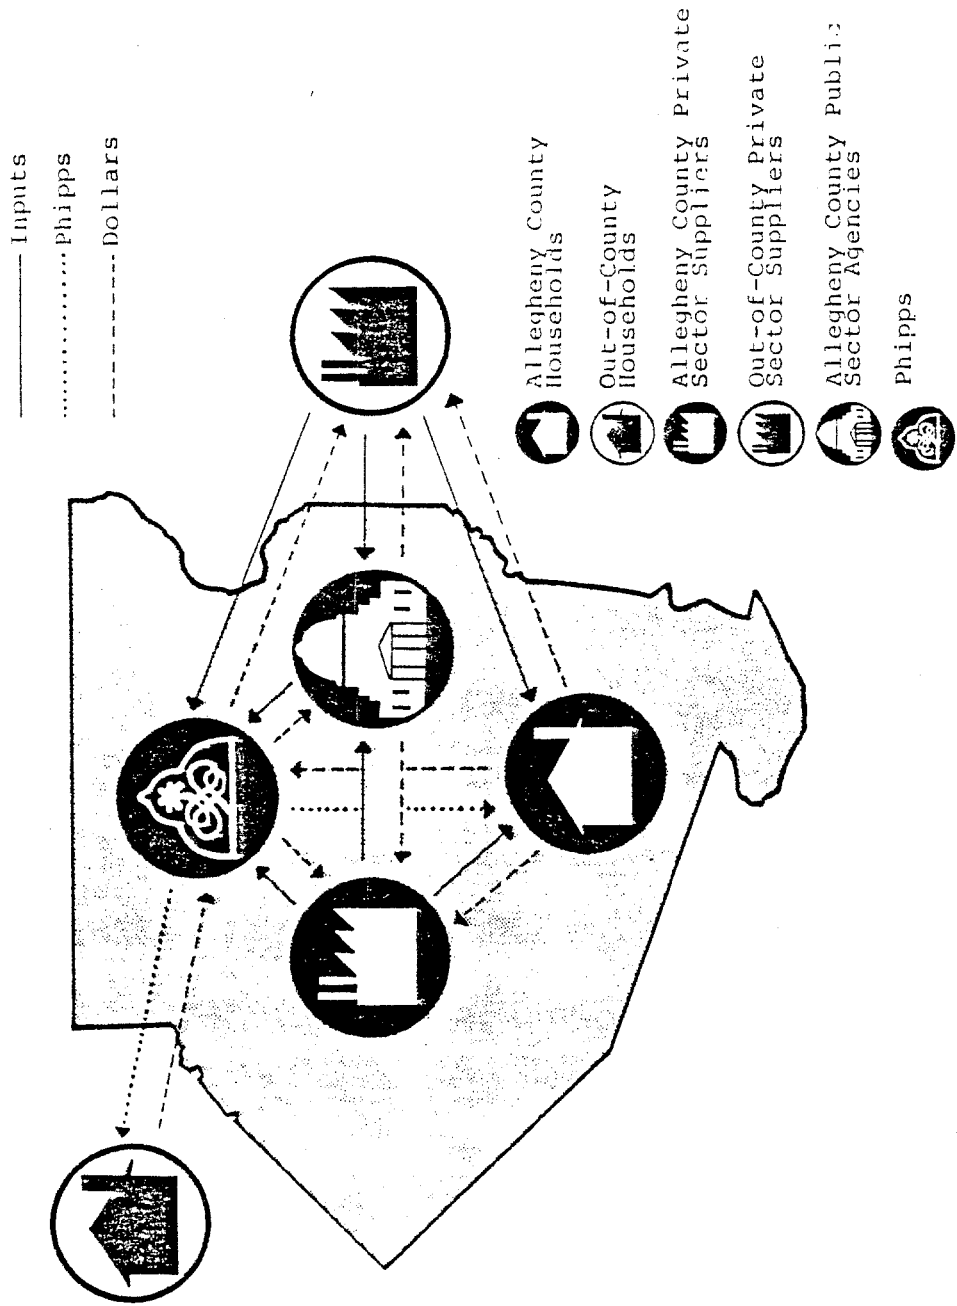 Inputs
Phipps
Dollars
Allegheny County
Households
Out-of-County
Households
Allegheny County Private
Sector Suppliers
Out-of-County Private
Sector Suppliers
Allegheny County Public
Sector Agencies
Phipps